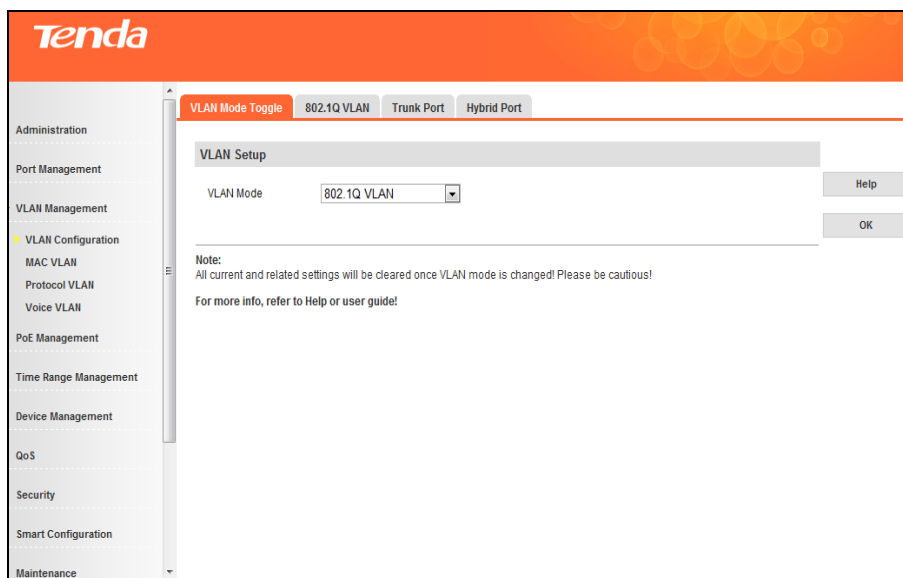 Tenda
Administration
Port Management
VLAN Management
VLAN Configuration
MAC VLAN
Protocol VLAN
Voice VLAN
PoE Management
Time Range Management
Device Management
QoS
Security
Smart Configuration
Maintenance
VLAN Mode Toggle 802.1Q VLAN Trunk Port Hybrid Port
VLAN Setup
VLAN Mode 802.1Q VLAN
Help
OK
Note:
All current and related settings will be cleared once VLAN mode is changed! Please be cautious!
For more info, refer to Help or user guide!